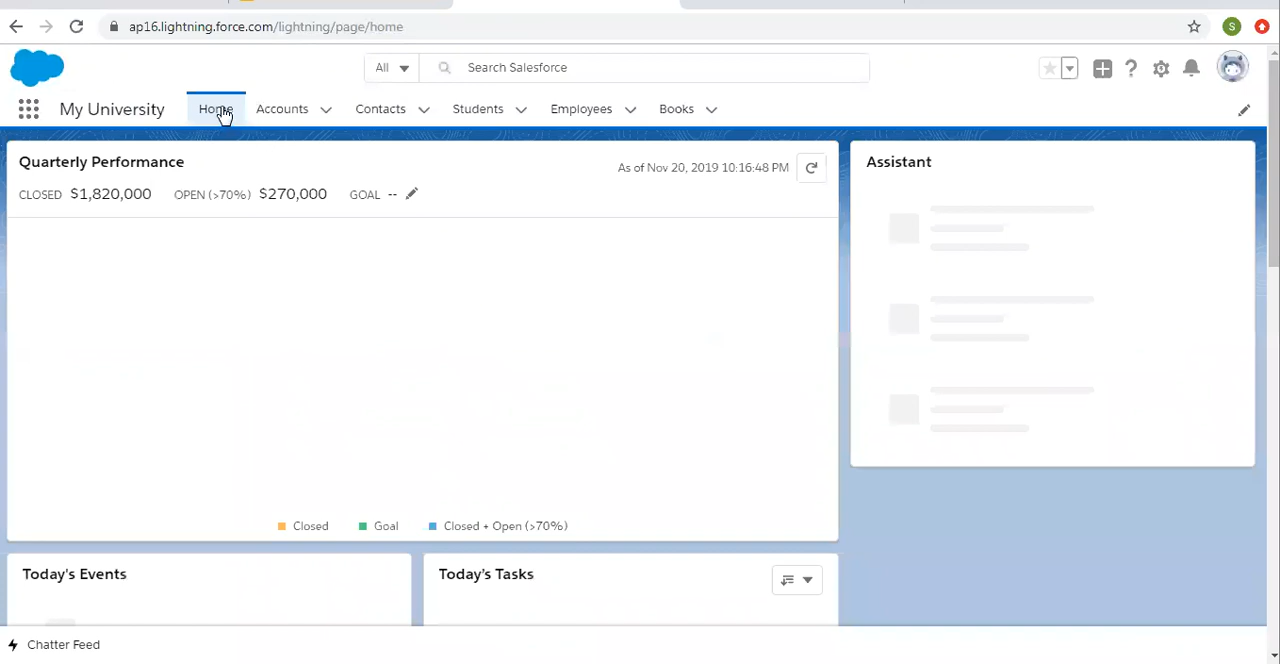 ap16.lightning.force.com/lightning/page/home
S
All
Search Salesforce
My University
Home
Accounts
Contacts
Students
Employees
Books
Quarterly Performance
As of Nov 20, 2019 10:16:48 PM
CLOSED $1,820,000 OPEN (>70%) $270,000 GOAL --
Assistant
Closed Goal Closed + Open (>70%)
Today's Events
Today's Tasks
Chatter Feed